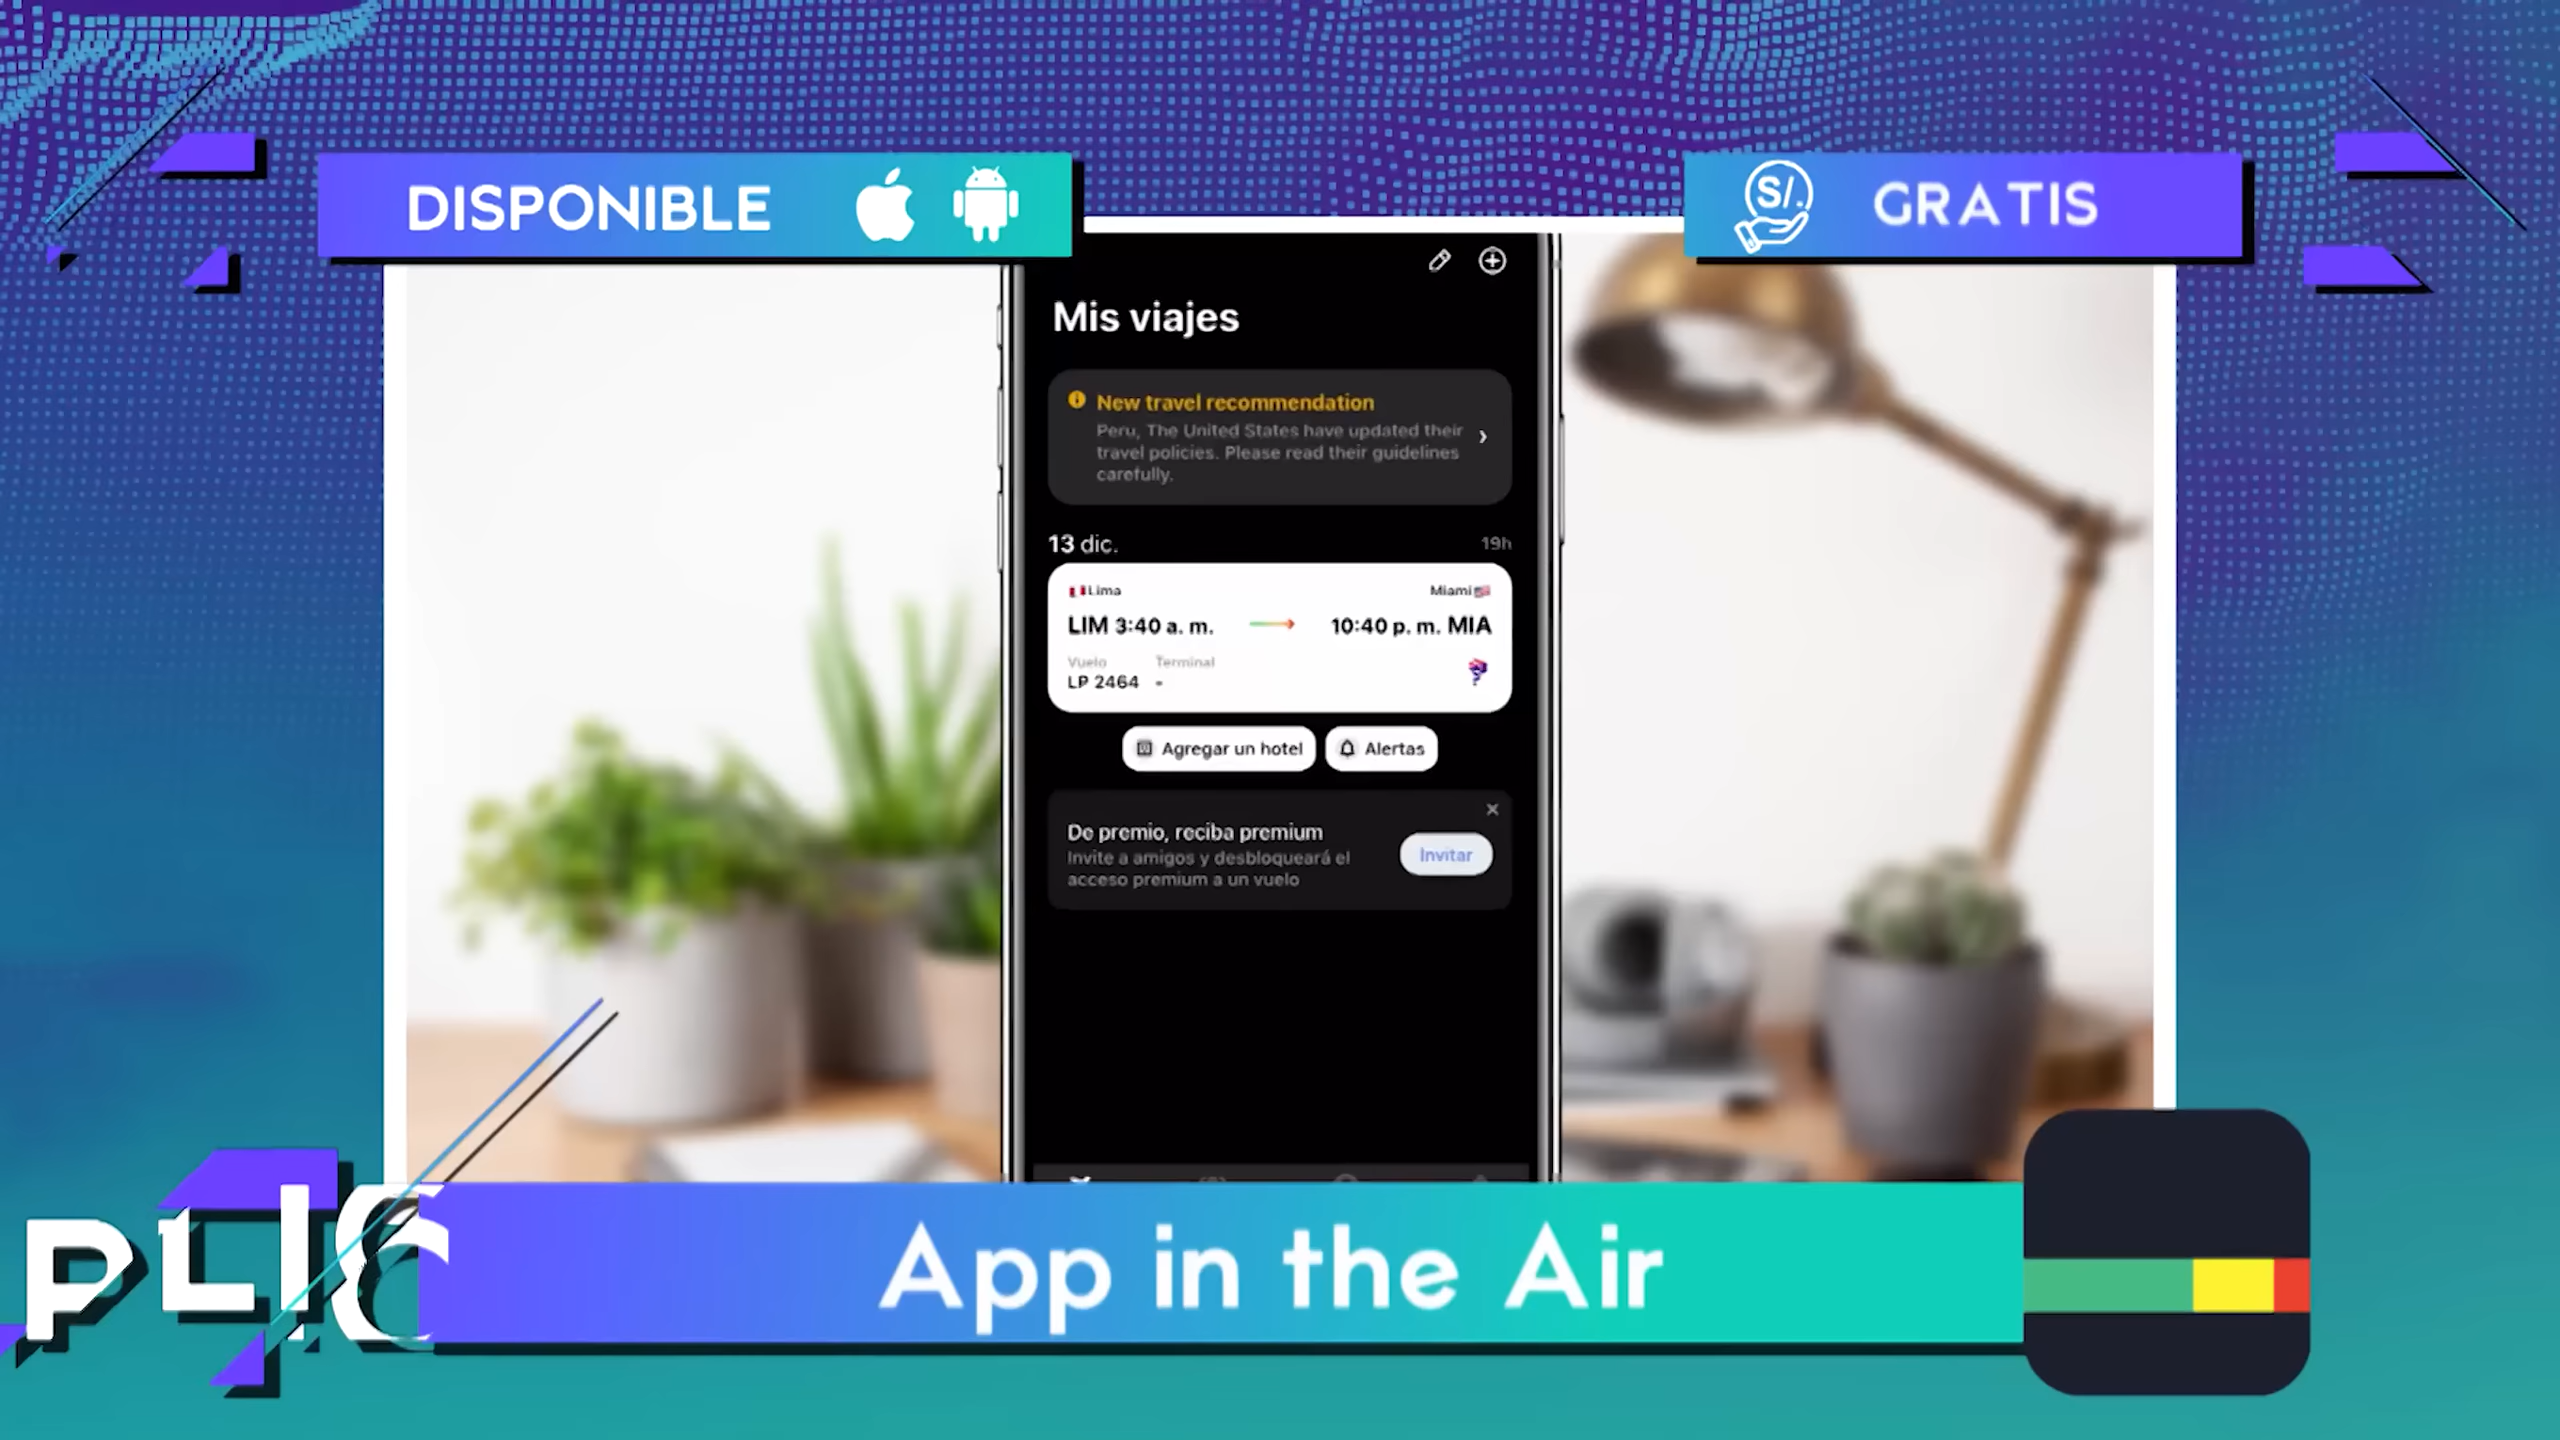 DISPONIBLE
S/. GRATIS
Mis viajes
New travel recommendation
Peru, The United States have updated their
travel policies. Please read their guidelines
carefully.
13 dic. 19h
Lima Miami
LIM 3:40 a. m. 10:40 p. m. MIA
Vuelo Terminal
LP 2464 -
Agregar un hotel Alertas
De premio, reciba premium
Invite a amigos y desbloqueará el
acceso premium a un vuelo
Invitar
App in the Air